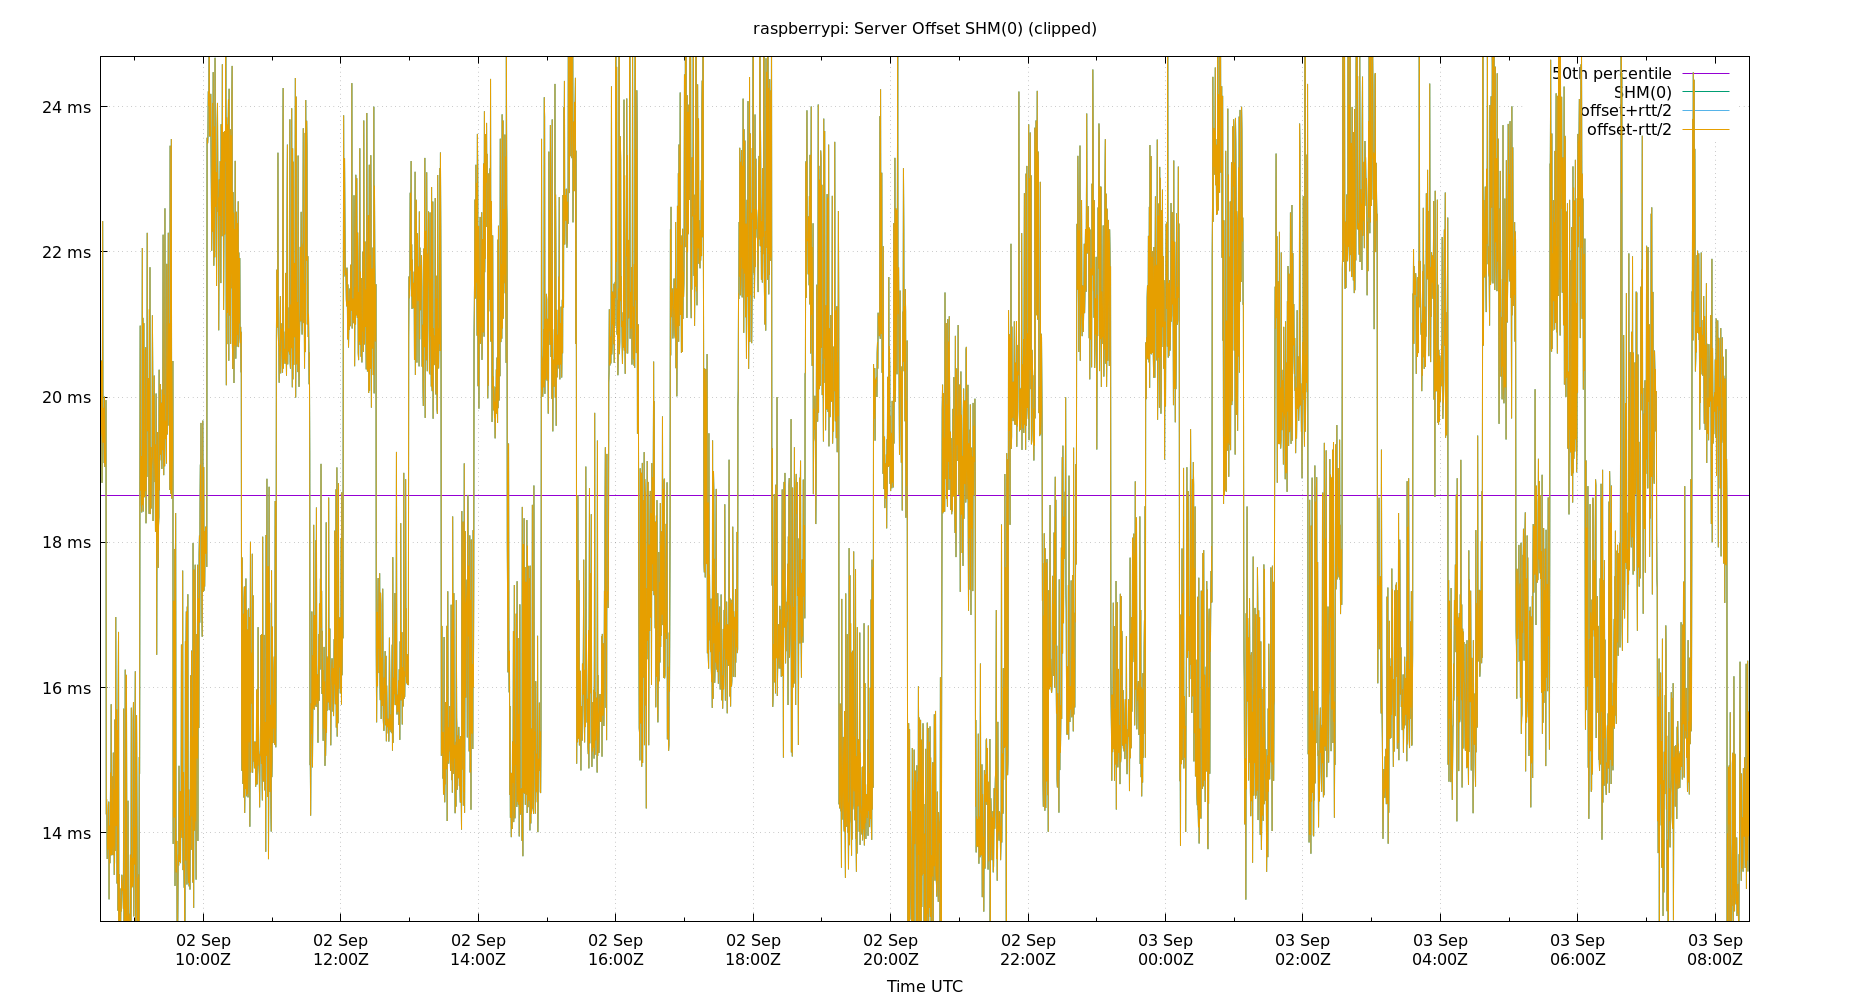 raspberrypi: Server Offset SHM(0) (clipped)
50th percentile
SHM(0)
offset+rtt/2
offset-rtt/2
24 ms
22 ms
20 ms
18 ms
16 ms
14 ms
02 Sep 02 Sep 02 Sep 02 Sep 02 Sep 02 Sep 02 Sep 03 Sep 03 Sep 03 Sep 03 Sep 03 Sep
10:00Z 12:00Z 14:00Z 16:00Z 18:00Z 20:00Z 22:00Z 00:00Z 02:00Z 04:00Z 06:00Z 08:00Z
Time UTC